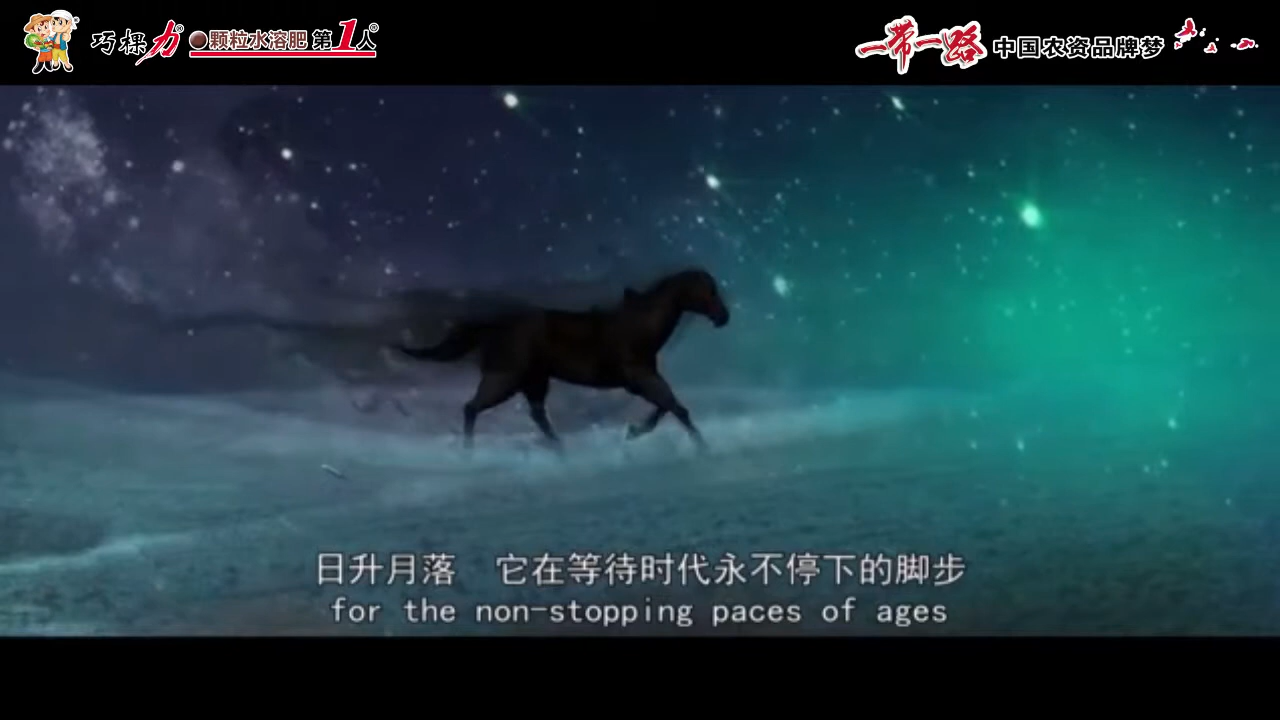 巧棵力 颗粒水溶肥 第1人
一带一路 中国农资品牌梦
日升月落 它在等待时代永不停下的脚步
for the non-stopping paces of ages